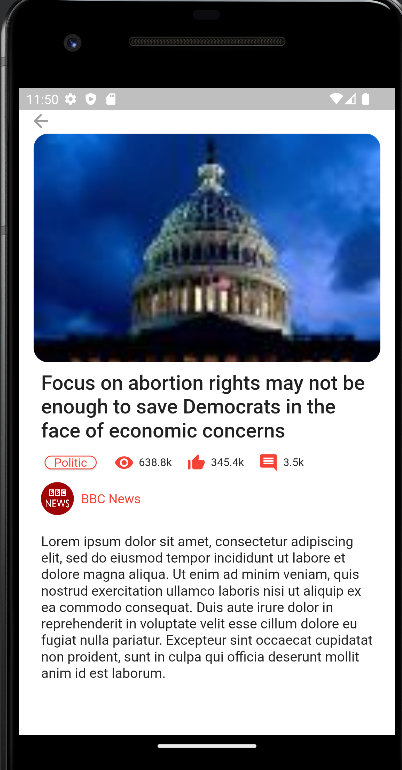 11:50
Focus on abortion rights may not be
enough to save Democrats in the
face of economic concerns
Politic 638.8k 345.4k 3.5k
BBC
NEWS
BBC News
Lorem ipsum dolor sit amet, consectetur adipiscing
elit, sed do eiusmod tempor incididunt ut labore et
dolore magna aliqua. Ut enim ad minim veniam, quis
nostrud exercitation ullamco laboris nisi ut aliquip ex
ea commodo consequat. Duis aute irure dolor in
reprehenderit in voluptate velit esse cillum dolore eu
fugiat nulla pariatur. Excepteur sint occaecat cupidatat
non proident, sunt in culpa qui officia deserunt mollit
anim id est laborum.